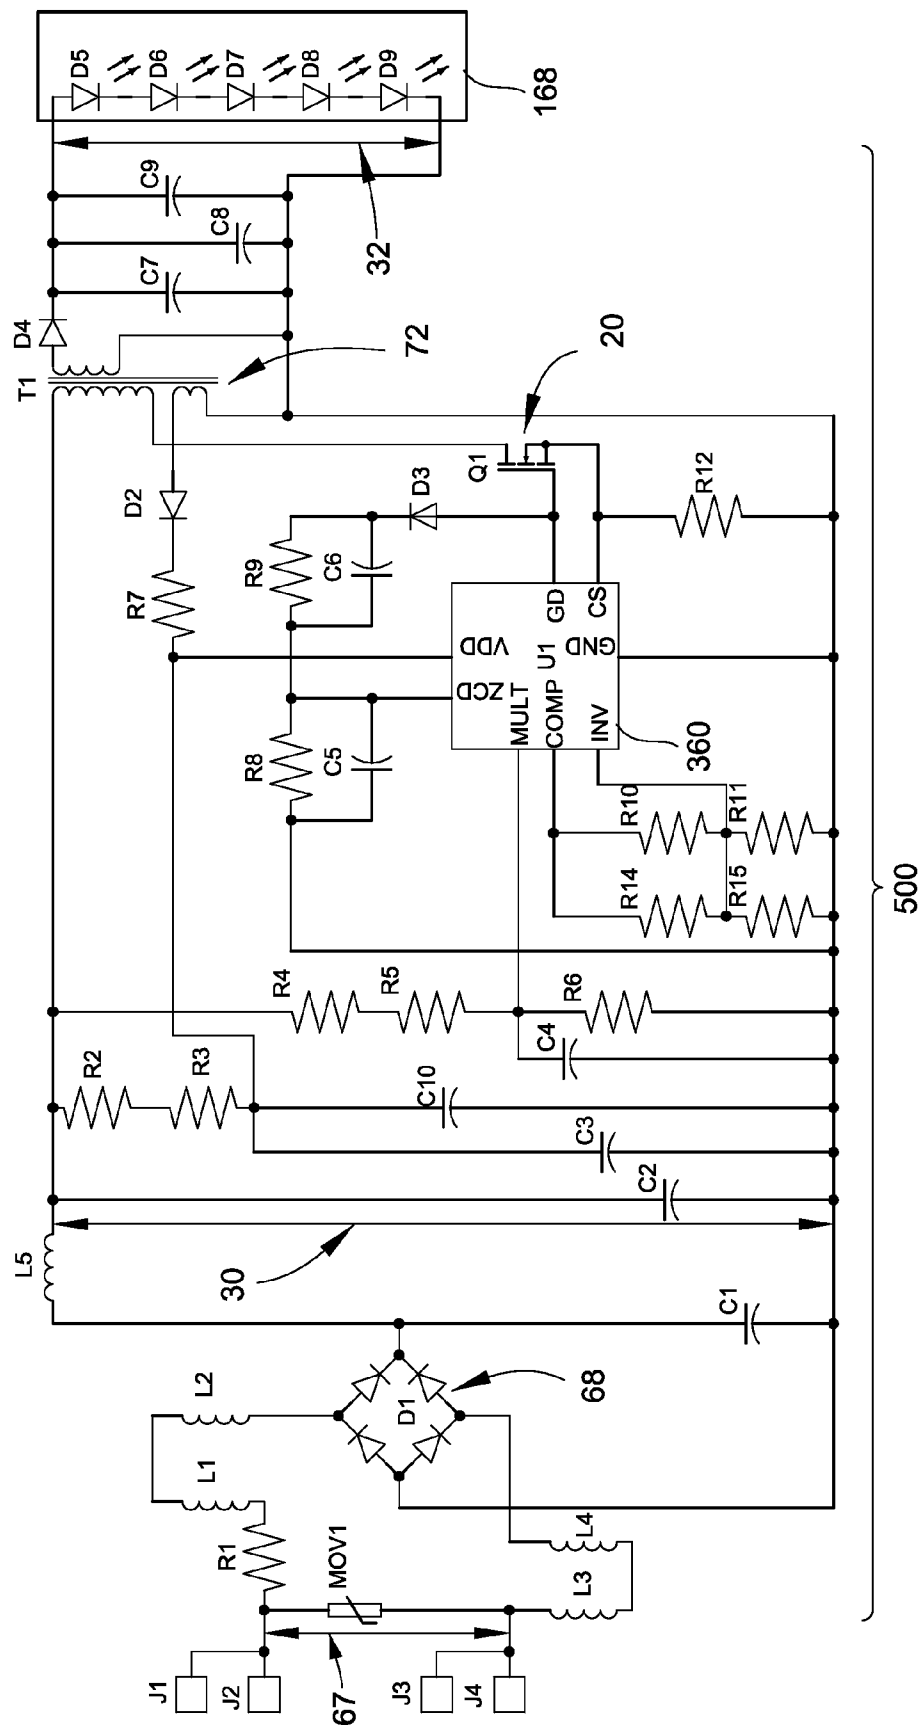 D5
D6
D7
D8
D9
168
C9
C8
C7
32
D4
T1
72
20
D2
R7
Q1
D3
R9
C6
R12
VDD
GD
CS
U1
GND
ZCD
MULT
COMP
INV
360
R8
C5
R10
R11
R14
R15
500
R4
R5
R6
C4
R2
R3
C10
C3
C2
30
L5
C1
L2
L1
D1
68
R1
MOV1
L4
L3
J1
J2
67
J3
J4